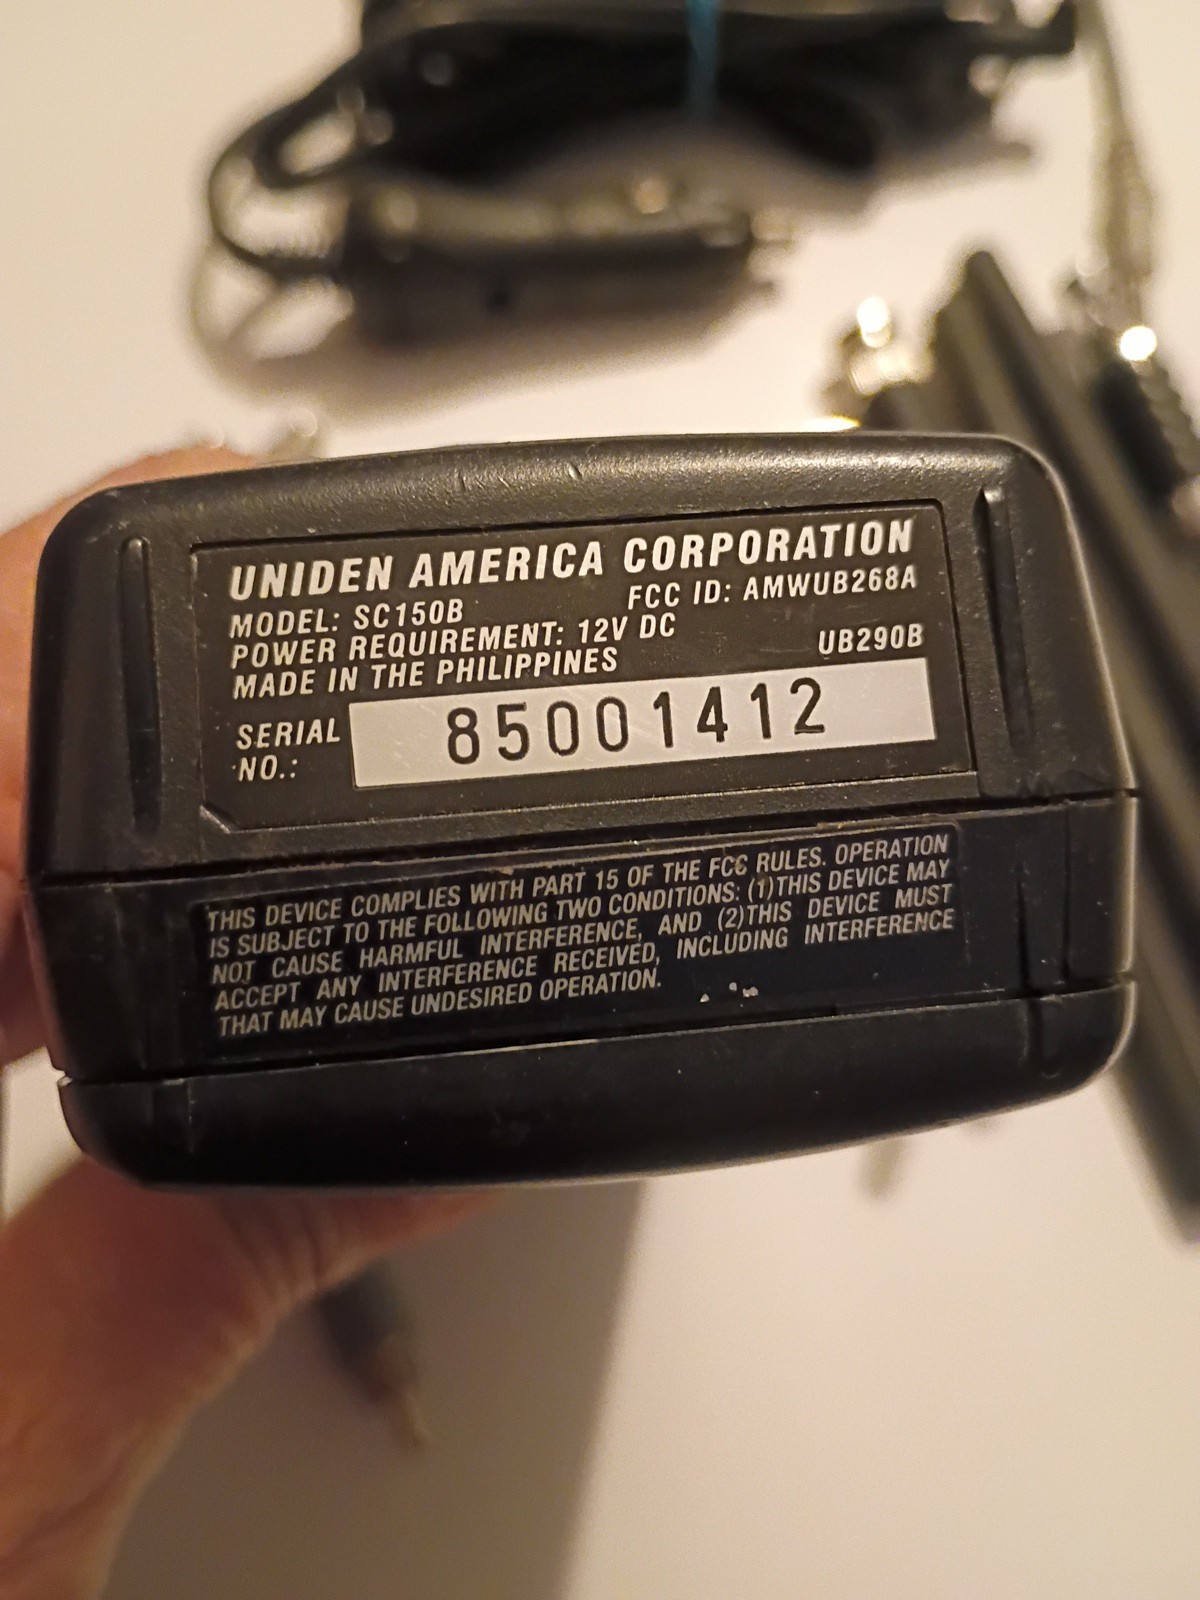 UNIDEN AMERICA CORPORATION
MODEL: SC150B FCC ID: AMWUB268A
POWER REQUIREMENT: 12V DC
MADE IN THE PHILIPPINES UB290B
SERIAL NO.: 85001412
THIS DEVICE COMPLIES WITH PART 15 OF THE FCC RULES. OPERATION
IS SUBJECT TO THE FOLLOWING TWO CONDITIONS: (1)THIS DEVICE MAY
NOT CAUSE HARMFUL INTERFERENCE, AND (2)THIS DEVICE MUST
ACCEPT ANY INTERFERENCE RECEIVED, INCLUDING INTERFERENCE
THAT MAY CAUSE UNDESIRED OPERATION.